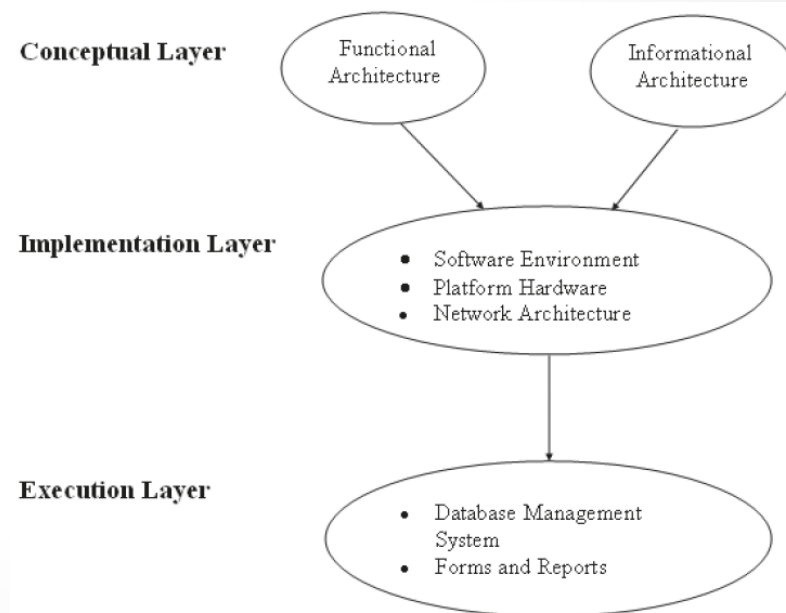 Conceptual Layer
Functional
Architecture
Informational
Architecture
Implementation Layer
• Software Environment
• Platform Hardware
• Network Architecture
Execution Layer
• Database Management
System
• Forms and Reports